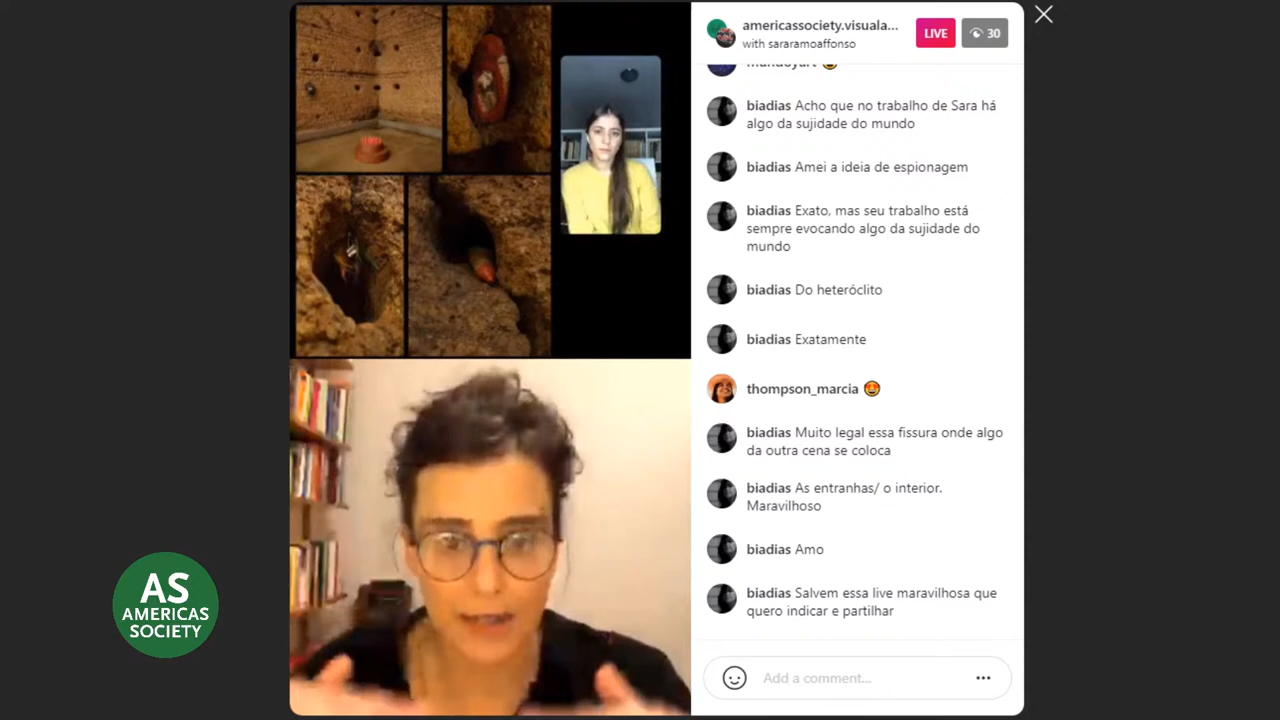 americassociety.visuala...
with sararamoaffonso
LIVE
30
biadias Acho que no trabalho de Sara há
algo da sujidade do mundo
biadias Amei a ideia de espionagem
biadias Exato, mas seu trabalho está
sempre evocando algo da sujidade do
mundo
biadias Do heteróclito
biadias Exatamente
thompson_marcia 🤩
biadias Muito legal essa fissura onde algo
da outra cena se coloca
biadias As entranhas/ o interior.
Maravilhoso
biadias Amo
biadias Salvem essa live maravilhosa que
quero indicar e partilhar
Add a comment...
AS
AMERICAS
SOCIETY